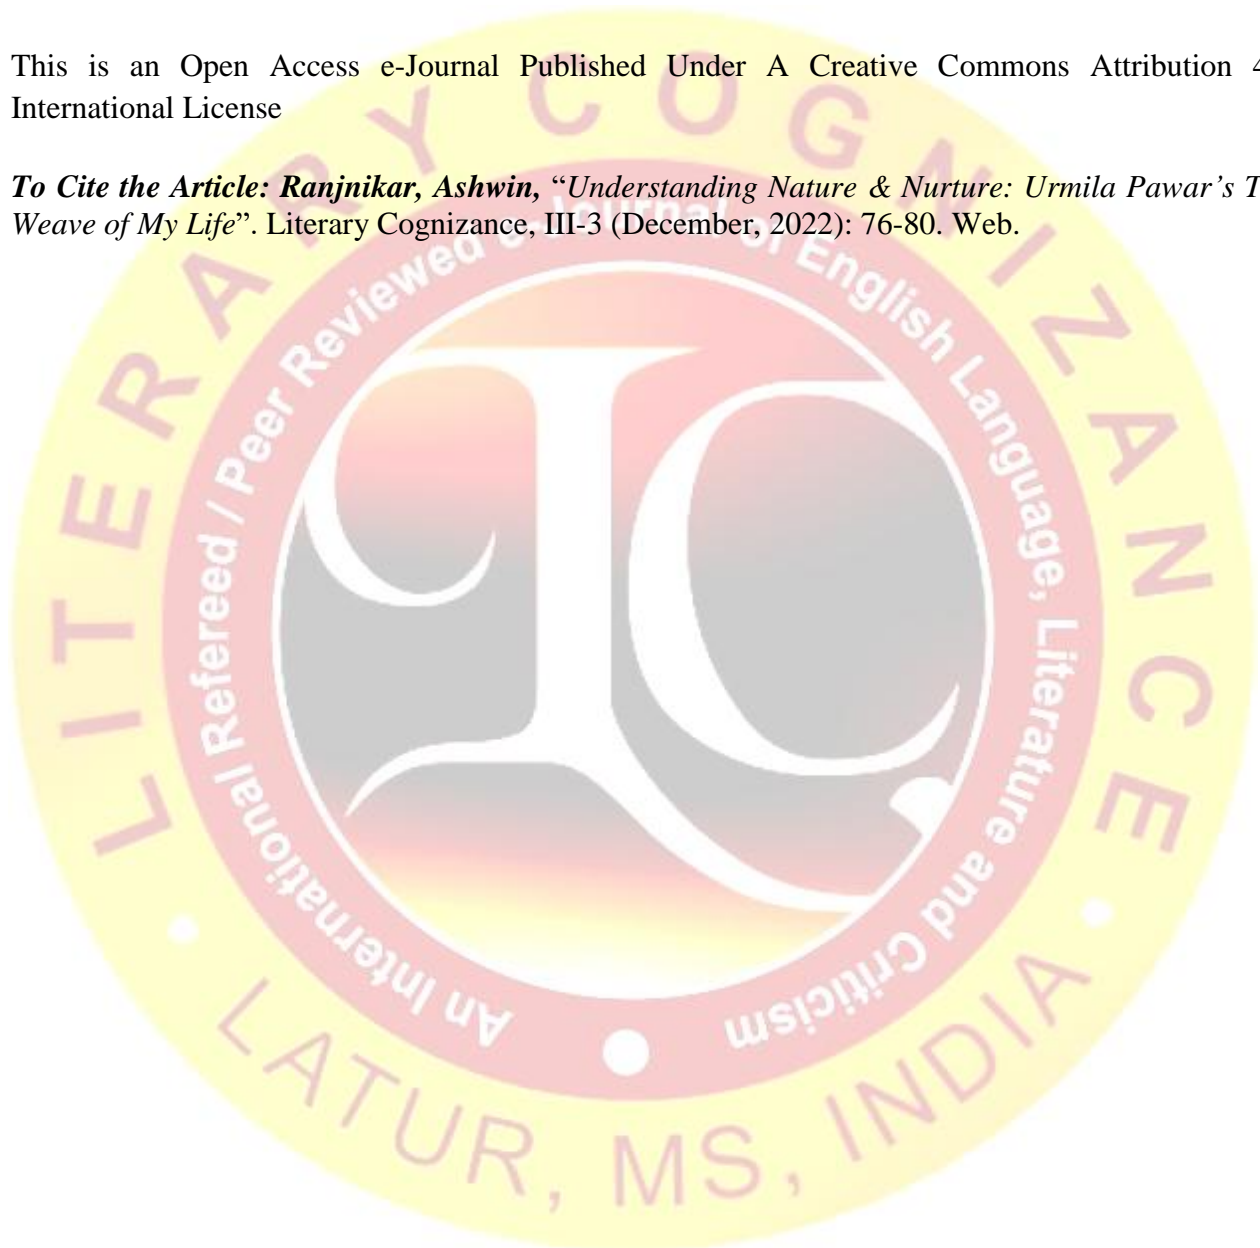 This is an Open Access e-Journal Published Under A Creative Commons Attribution 4
International License
To Cite the Article: Ranjnikar, Ashwin, “Understanding Nature & Nurture: Urmila Pawar’s T
Weave of My Life”. Literary Cognizance, III-3 (December, 2022): 76-80. Web.
LITERARY COGNIZANCE
• LATUR, MS, INDIA •
An International Refereed / Peer Reviewed e-Journal of English Language, Literature and Criticism •
LC